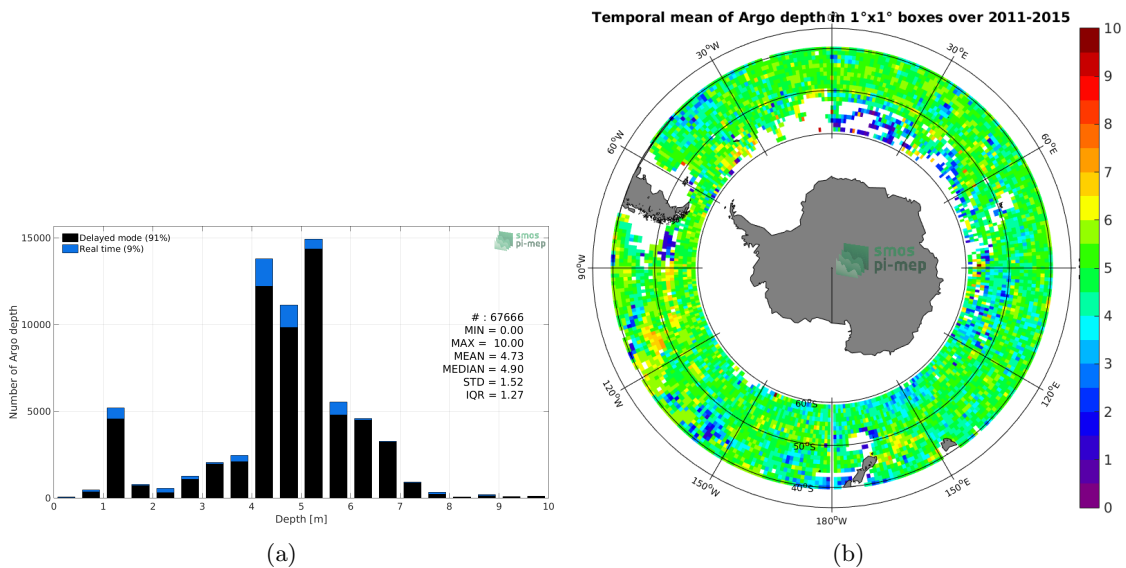 Temporal mean of Argo depth in 1°x1° boxes over 2011-2015
Delayed mode (91%)
Real time (9%)
smos
pi-mep
# : 67666
MIN = 0.00
MAX = 10.00
MEAN = 4.73
MEDIAN = 4.90
STD = 1.52
IQR = 1.27
Number of Argo depth
15000
10000
5000
0
0 1 2 3 4 5 6 7 8 9 10
Depth [m]
(a)
0°
30°W
30°E
60°W
60°E
90°W
120°W
120°E
150°W
150°E
180°W
60°S
50°S
40°S
smos
pi-mep
10
9
8
7
6
5
4
3
2
1
0
(b)